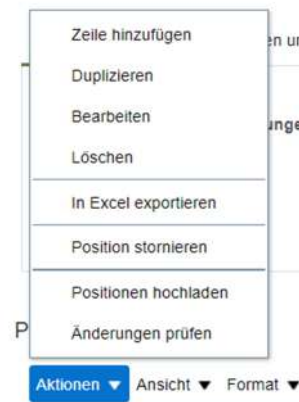 Zeile hinzufügen
Duplizieren
Bearbeiten
Löschen
In Excel exportieren
Position stornieren
Positionen hochladen
Änderungen prüfen
P
Aktionen ▼ Ansicht ▼ Format ▼